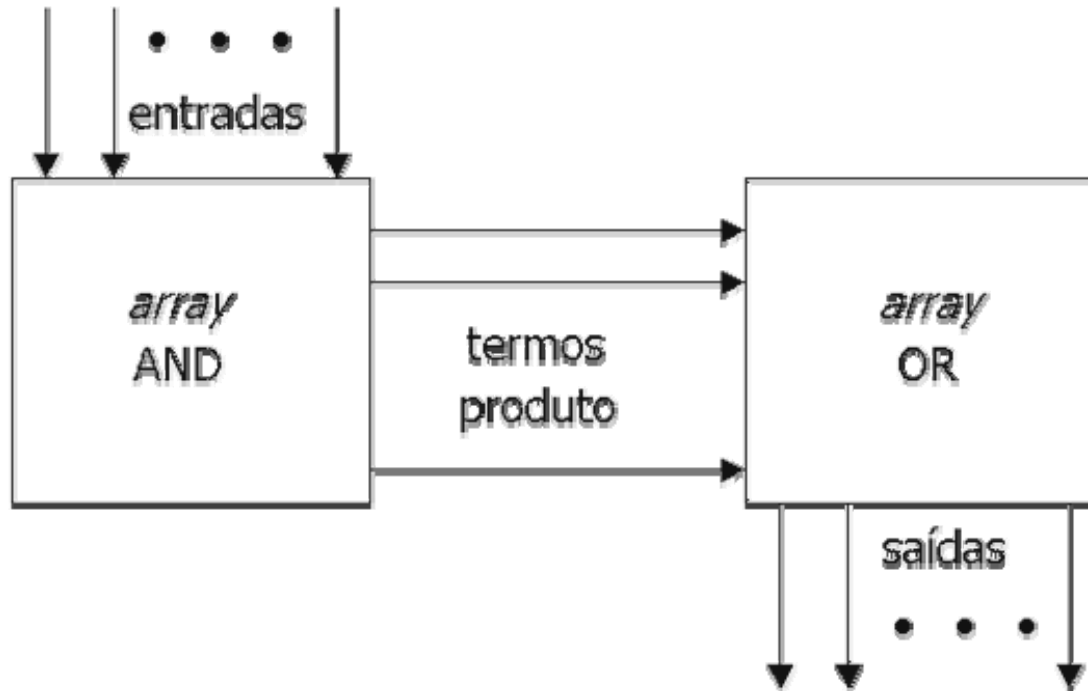 entradas
array
AND
termos
produto
array
OR
saídas